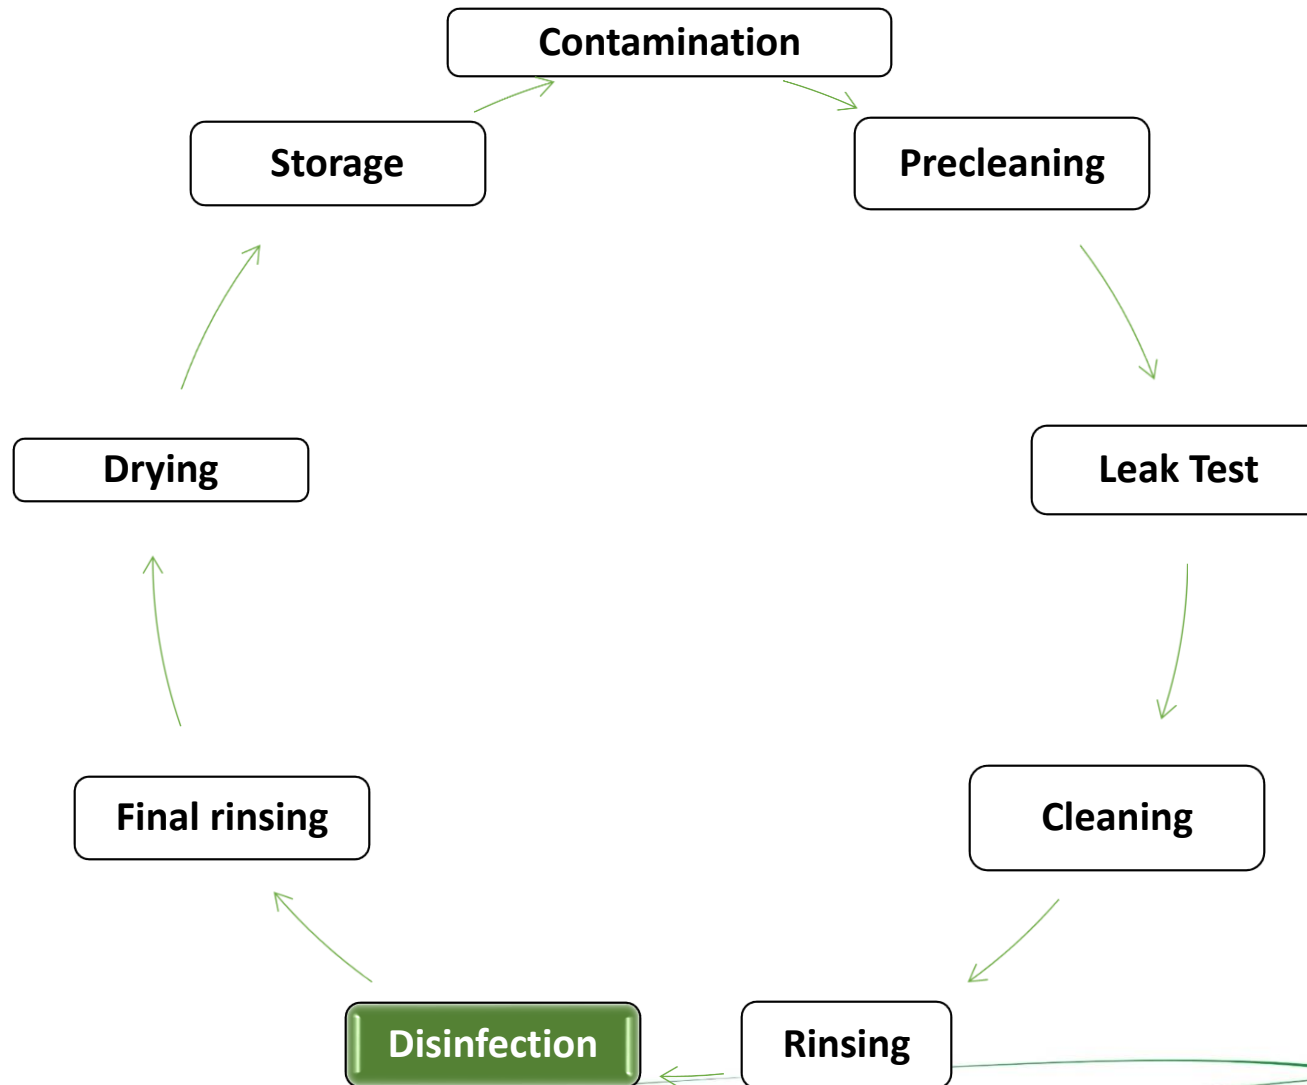 Contamination
Precleaning
Leak Test
Cleaning
Rinsing
Disinfection
Final rinsing
Drying
Storage